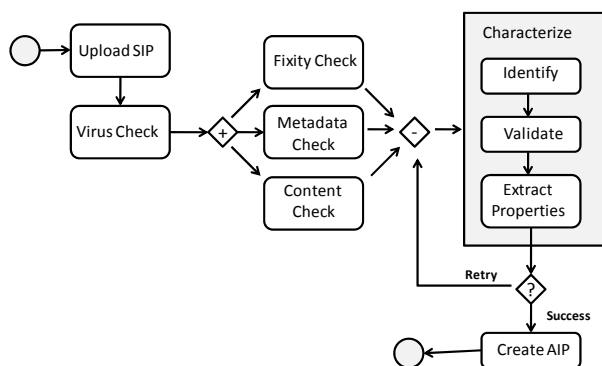 Upload SIP
Virus Check
+
Fixity Check
Metadata
Check
Content
Check
-
Characterize
Identify
Validate
Extract
Properties
Retry
?
Success
Create AIP